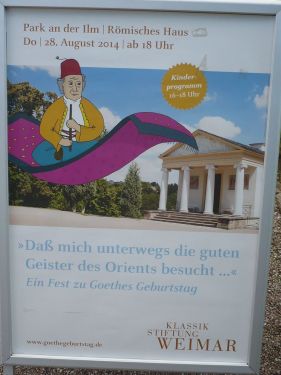 Park an der Ilm | Römisches Haus
Do | 28. August 2014 | ab 18 Uhr
Kinder-
programm
16–18 Uhr
»Daß mich unterwegs die guten
Geister des Orients besucht ...«
Ein Fest zu Goethes Geburtstag
www.goethegeburtstag.de
KLASSIK
STIFTUNG
WEIMAR